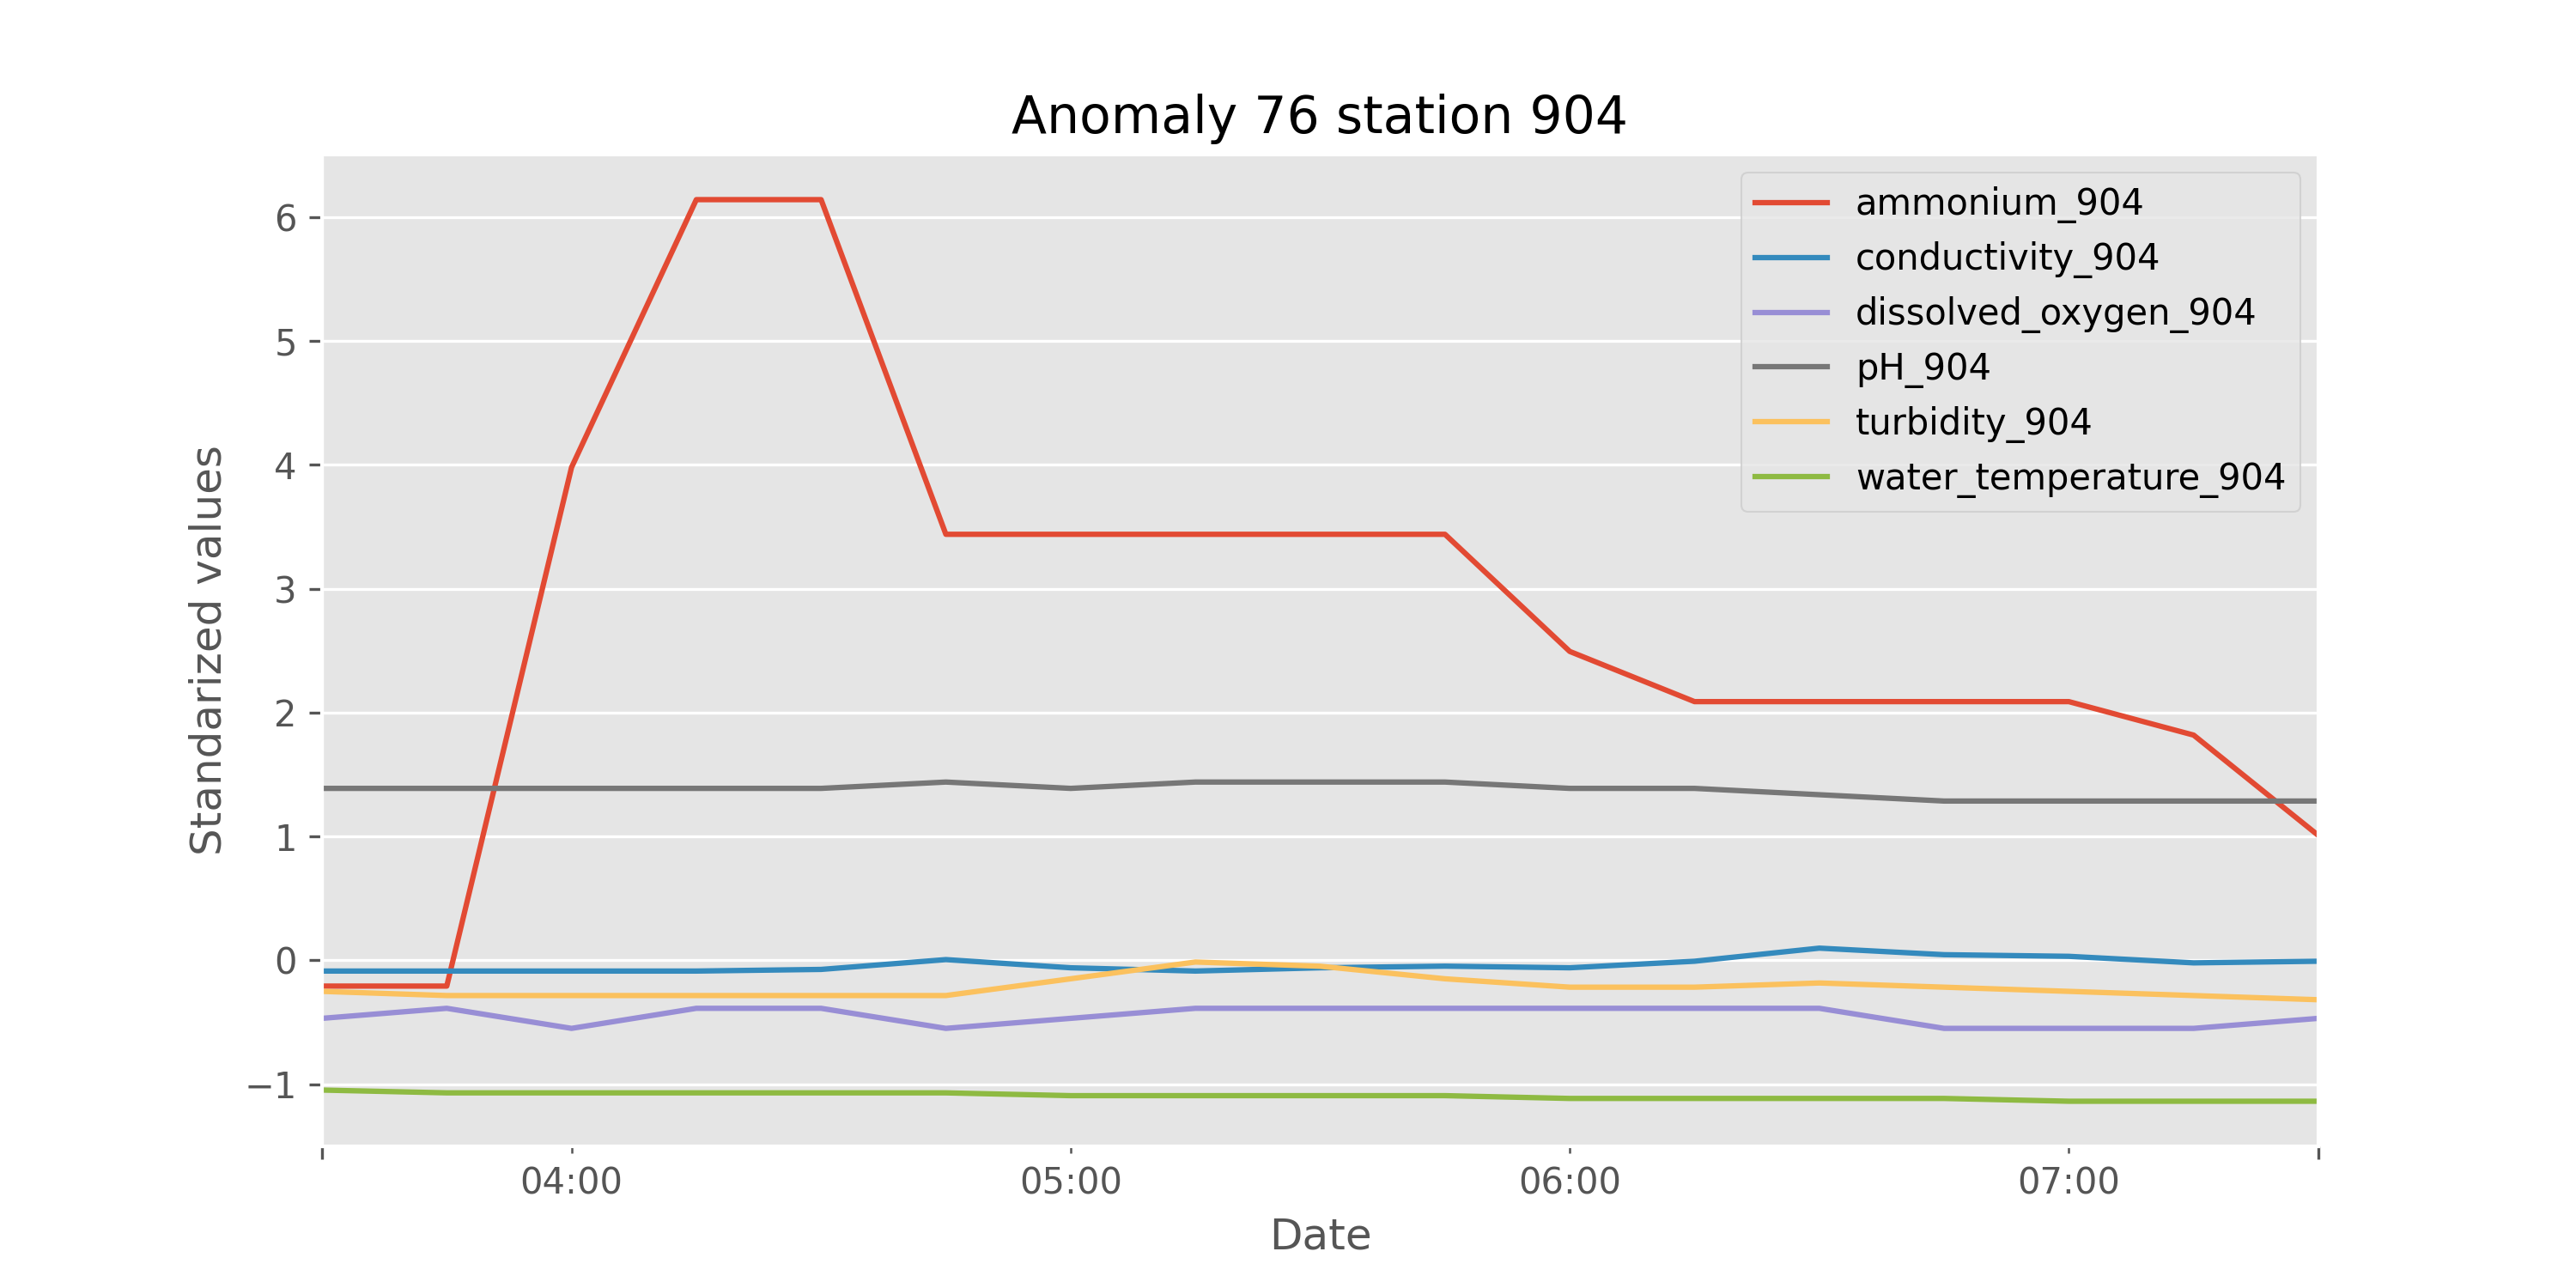 Anomaly 76 station 904
ammonium_904
conductivity_904
dissolved_oxygen_904
pH_904
turbidity_904
water_temperature_904
Standarized values
6
5
4
3
2
1
0
−1
04:00 05:00 06:00 07:00
Date